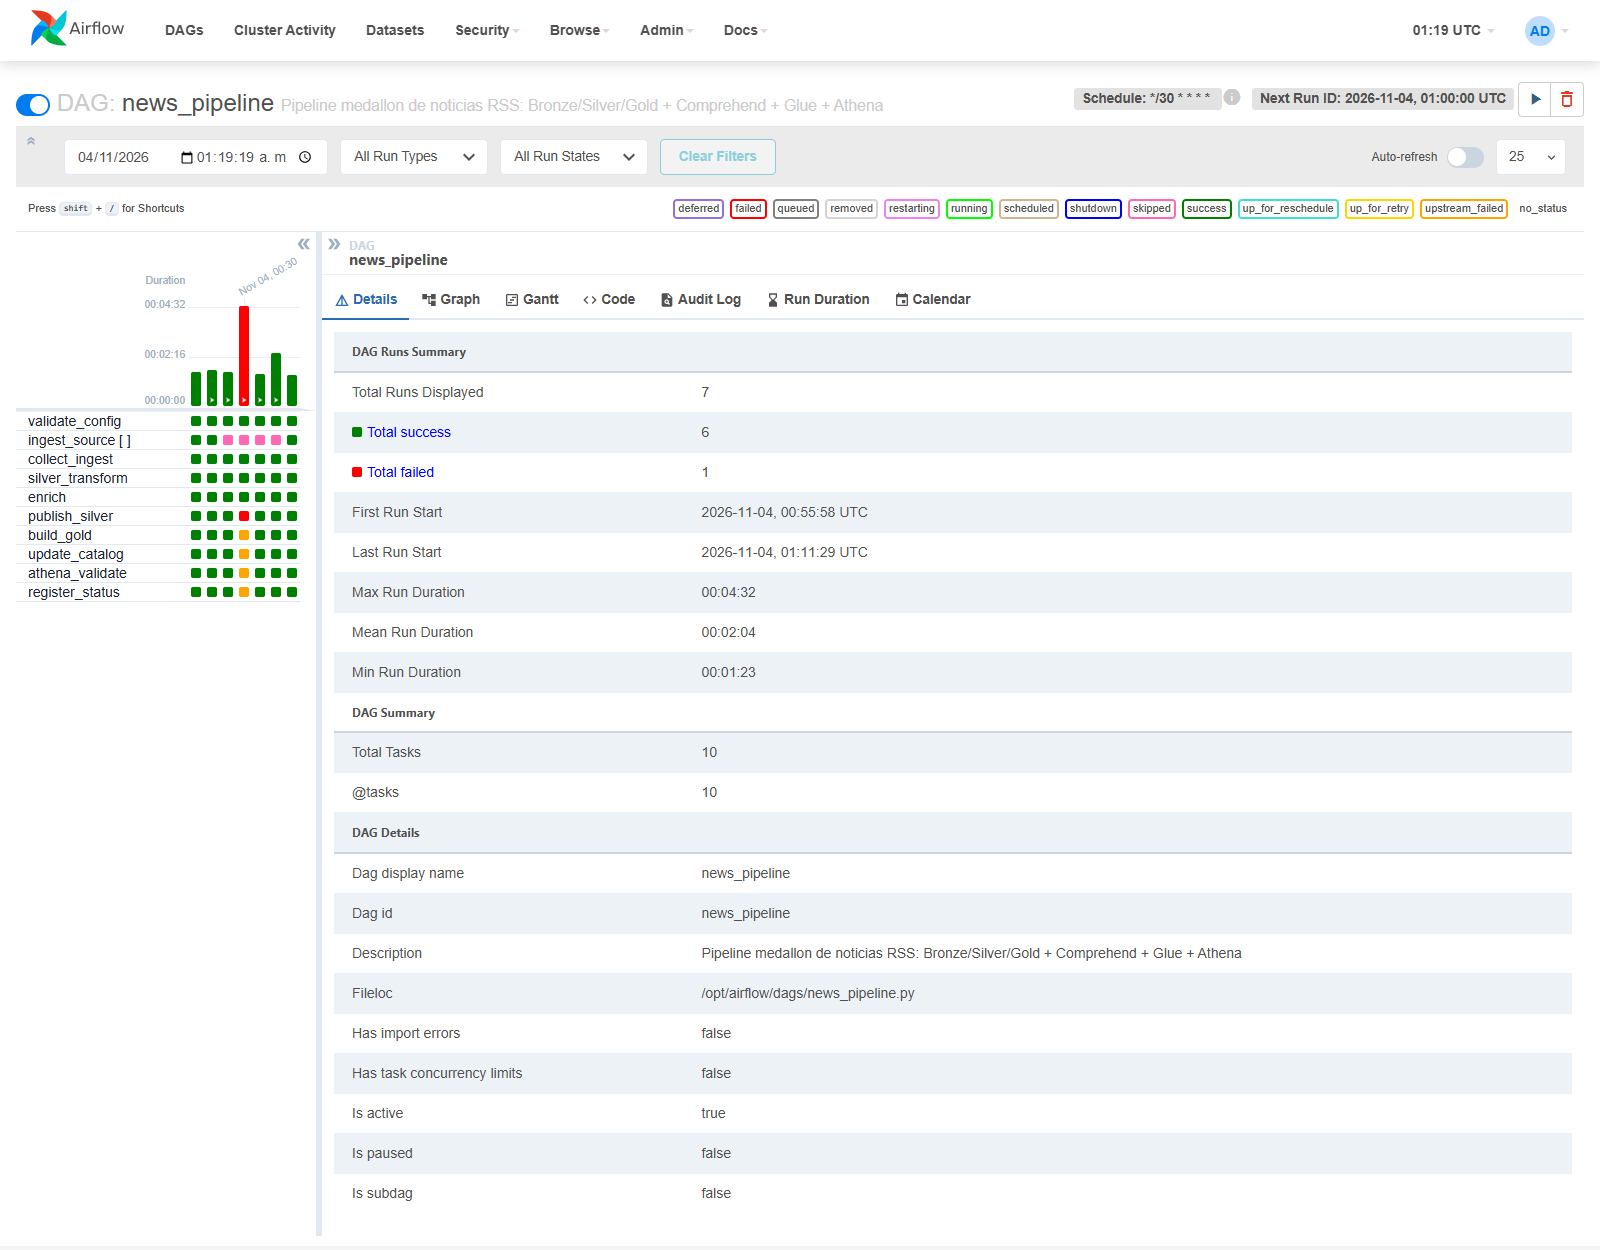 Airflow DAGs Cluster Activity Datasets Security Browse Admin Docs 01:19 UTC AD
DAG: news_pipeline Pipeline medallon de noticias RSS: Bronze/Silver/Gold + Comprehend + Glue + Athena Schedule: */30 * * * * i Next Run ID: 2026-11-04, 01:00:00 UTC
04/11/2026 01:19:19 a. m All Run Types All Run States Clear Filters Auto-refresh 25
Press shift + / for Shortcuts deferred failed queued removed restarting running scheduled shutdown skipped success up_for_reschedule up_for_retry upstream_failed no_status
Duration
Nov 04, 00:30
00:04:32
00:02:16
00:00:00
validate_config
ingest_source [ ]
collect_ingest
silver_transform
enrich
publish_silver
build_gold
update_catalog
athena_validate
register_status
DAG
news_pipeline
Details Graph Gantt Code Audit Log Run Duration Calendar
DAG Runs Summary
Total Runs Displayed 7
Total success 6
Total failed 1
First Run Start 2026-11-04, 00:55:58 UTC
Last Run Start 2026-11-04, 01:11:29 UTC
Max Run Duration 00:04:32
Mean Run Duration 00:02:04
Min Run Duration 00:01:23
DAG Summary
Total Tasks 10
@tasks 10
DAG Details
Dag display name news_pipeline
Dag id news_pipeline
Description Pipeline medallon de noticias RSS: Bronze/Silver/Gold + Comprehend + Glue + Athena
Fileloc /opt/airflow/dags/news_pipeline.py
Has import errors false
Has task concurrency limits false
Is active true
Is paused false
Is subdag false